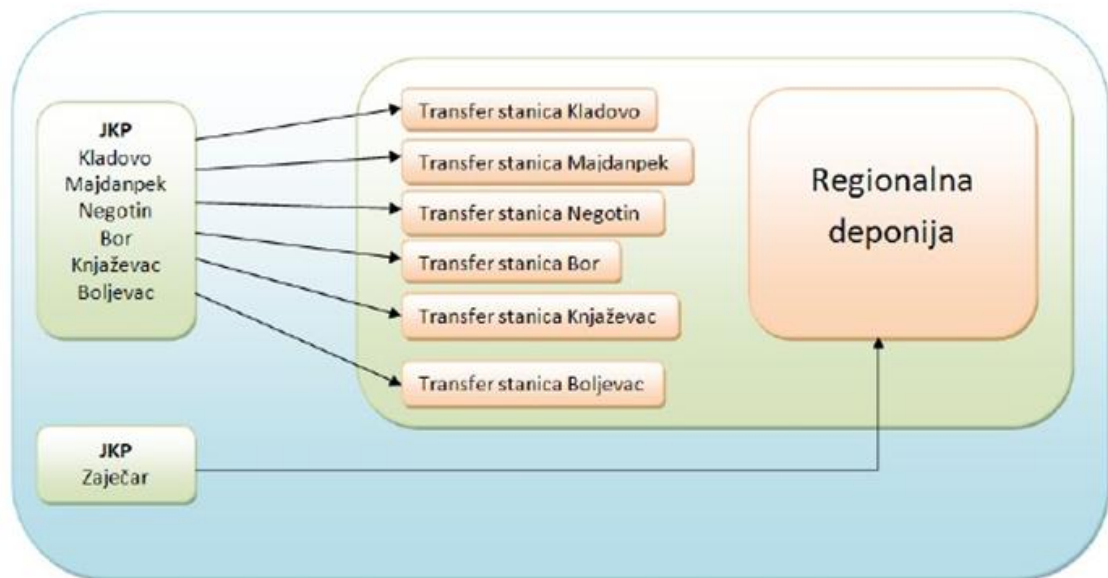 JKP
Kladovo
Majdanpek
Negotin
Bor
Knjaževac
Boljevac
Transfer stanica Kladovo
Transfer stanica Majdanpek
Transfer stanica Negotin
Transfer stanica Bor
Transfer stanica Knjaževac
Transfer stanica Boljevac
Regionalna
deponija
JKP
Zaječar